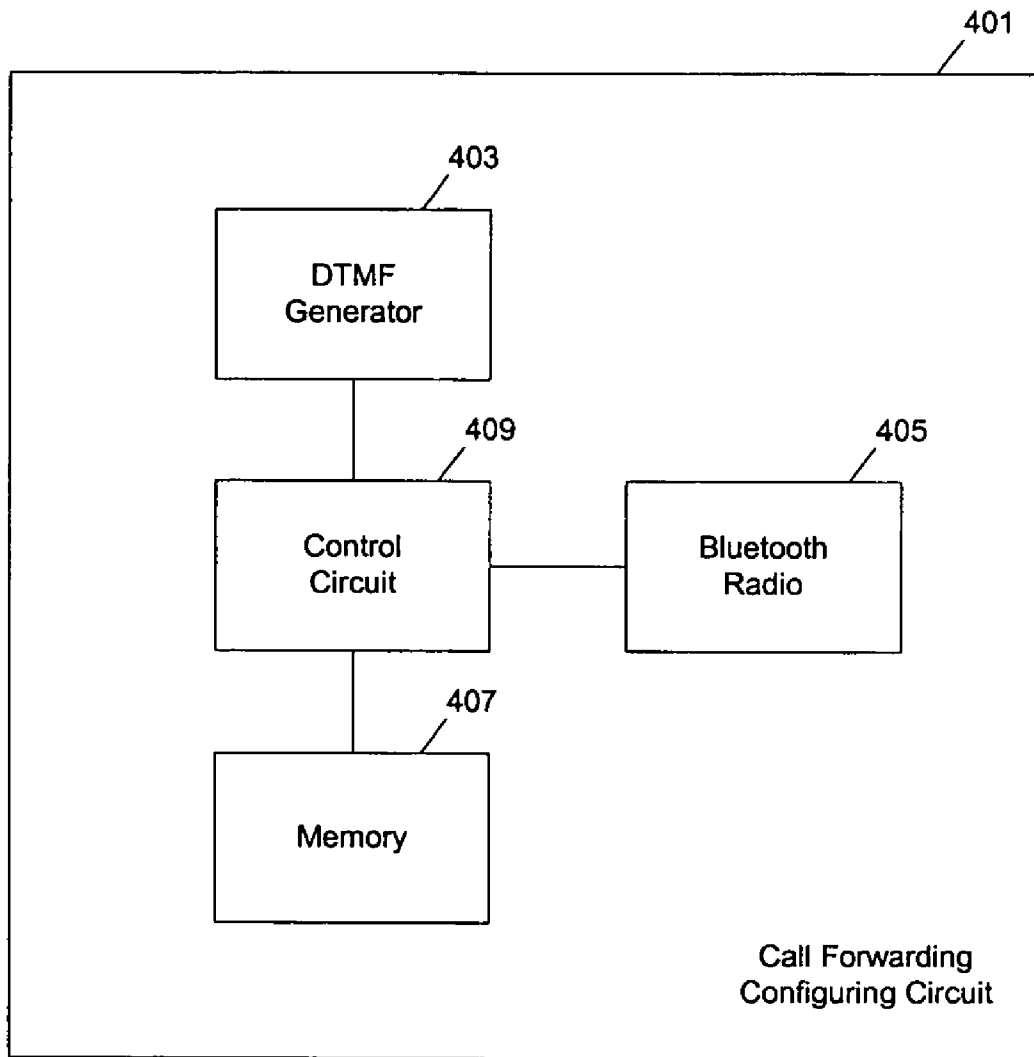 401
403
DTMF
Generator
409
405
Control
Circuit
Bluetooth
Radio
407
Memory
Call Forwarding
Configuring Circuit